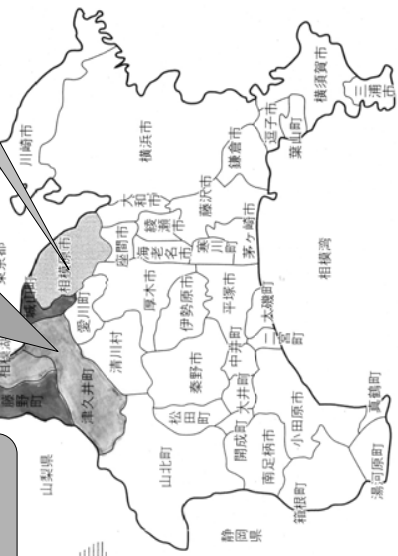 川崎市
横浜市
横須賀市
三浦市
逗子市
葉山町
鎌倉市
藤沢市
大和市
綾瀬市
座間市
海老名市
寒川町
茅ヶ崎市
相模原市
城山町
愛川町
厚木市
伊勢原市
平塚市
大磯町
二宮町
中井町
清川村
秦野市
津久井町
藤野町
松田町
大井町
開成町
山北町
南足柄市
小田原市
箱根町
真鶴町
湯河原町
山梨県
静岡県
相模湾